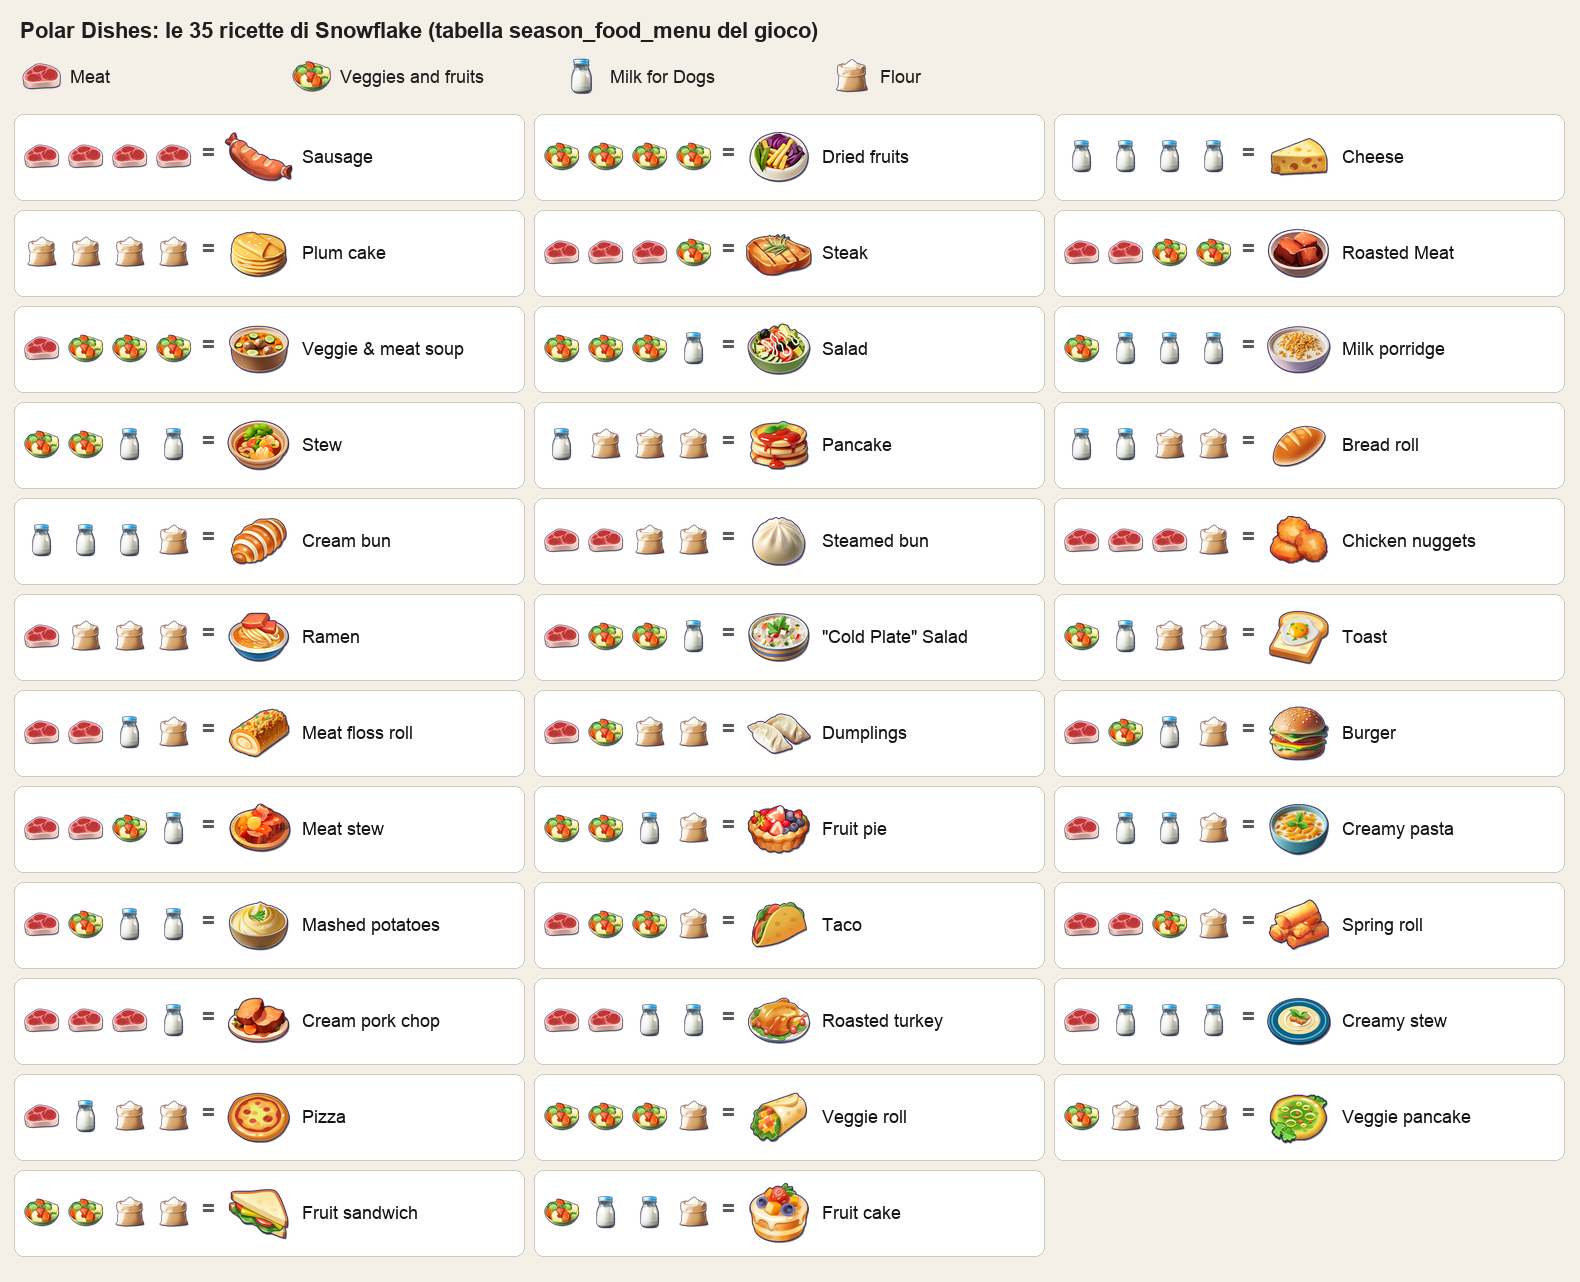 Polar Dishes: le 35 ricette di Snowflake (tabella season_food_menu del gioco)
Meat Veggies and fruits Milk for Dogs Flour
= Sausage = Dried fruits = Cheese
= Plum cake = Steak = Roasted Meat
= Veggie & meat soup = Salad = Milk porridge
= Stew = Pancake = Bread roll
= Cream bun = Steamed bun = Chicken nuggets
= Ramen = "Cold Plate" Salad = Toast
= Meat floss roll = Dumplings = Burger
= Meat stew = Fruit pie = Creamy pasta
= Mashed potatoes = Taco = Spring roll
= Cream pork chop = Roasted turkey = Creamy stew
= Pizza = Veggie roll = Veggie pancake
= Fruit sandwich = Fruit cake